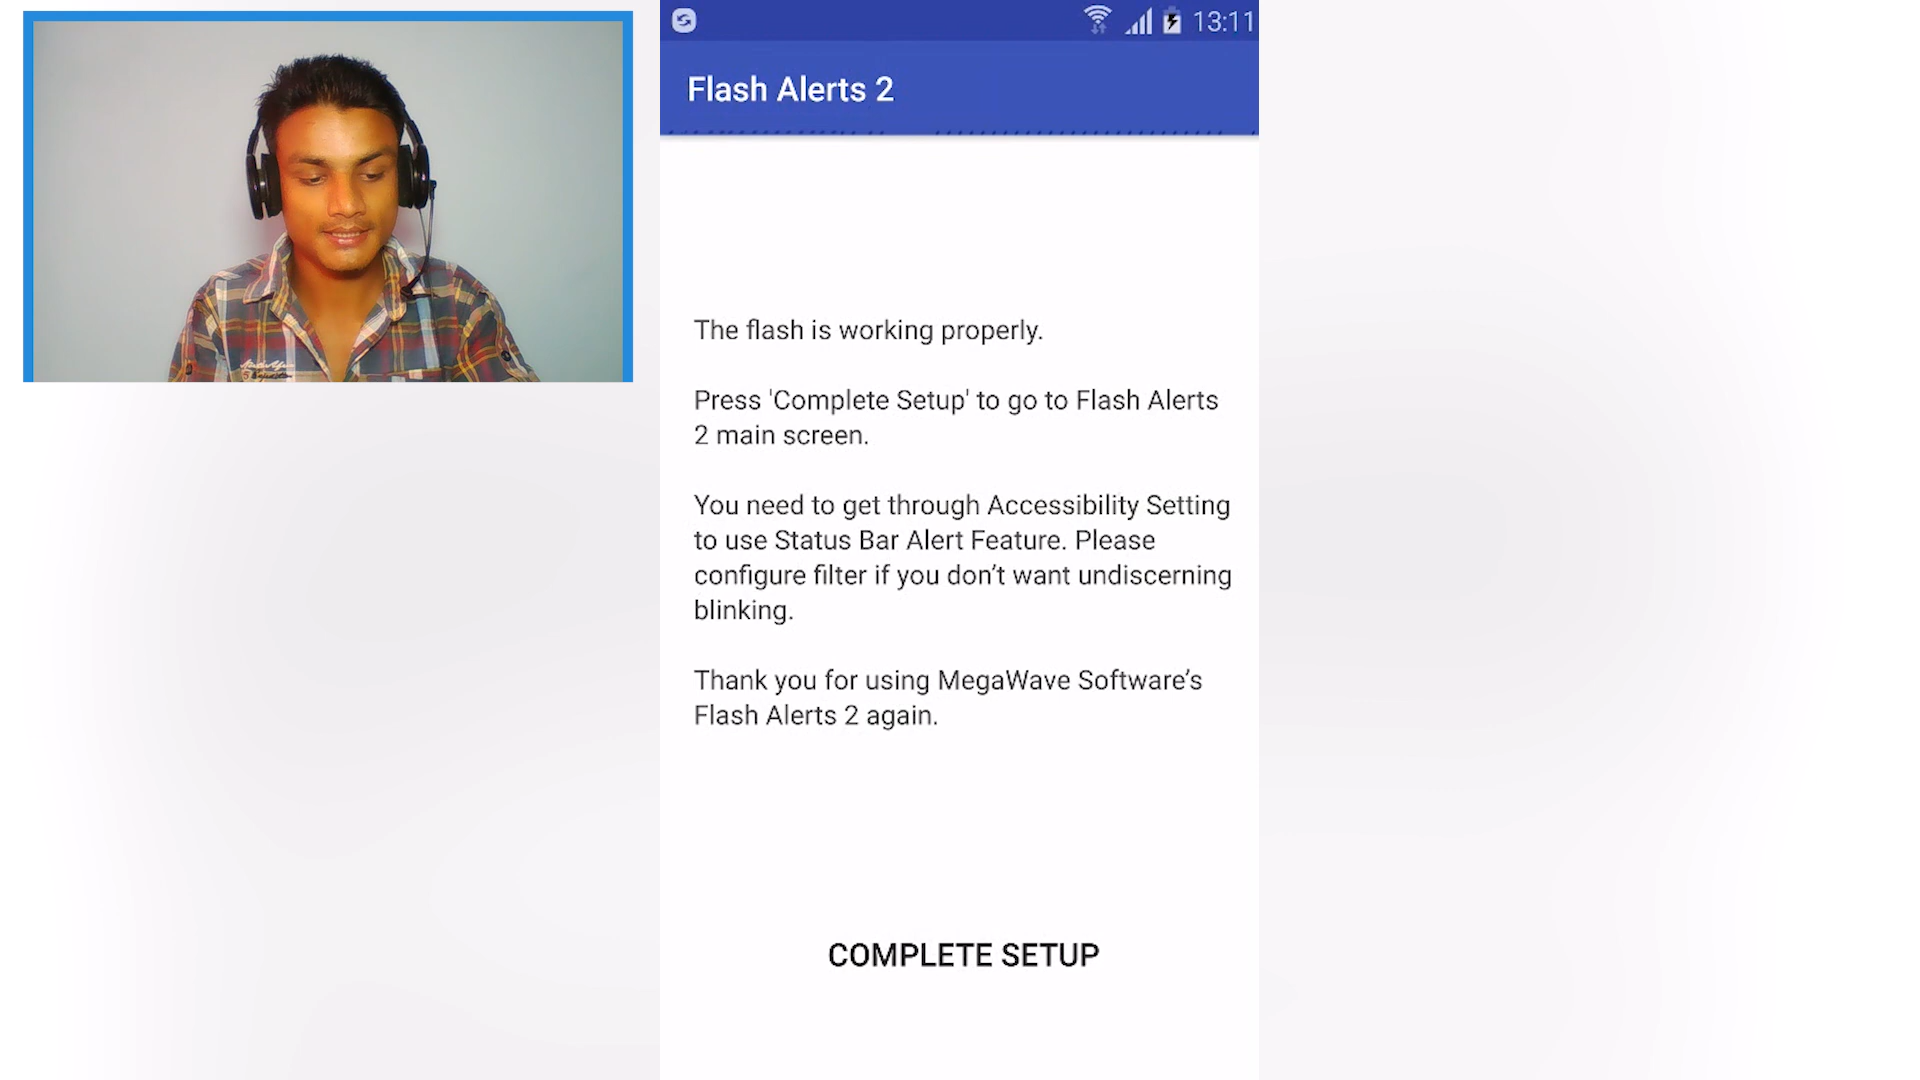 13:11
Flash Alerts 2
The flash is working properly.
Press 'Complete Setup' to go to Flash Alerts
2 main screen.
You need to get through Accessibility Setting
to use Status Bar Alert Feature. Please
configure filter if you don’t want undiscerning
blinking.
Thank you for using MegaWave Software’s
Flash Alerts 2 again.
COMPLETE SETUP